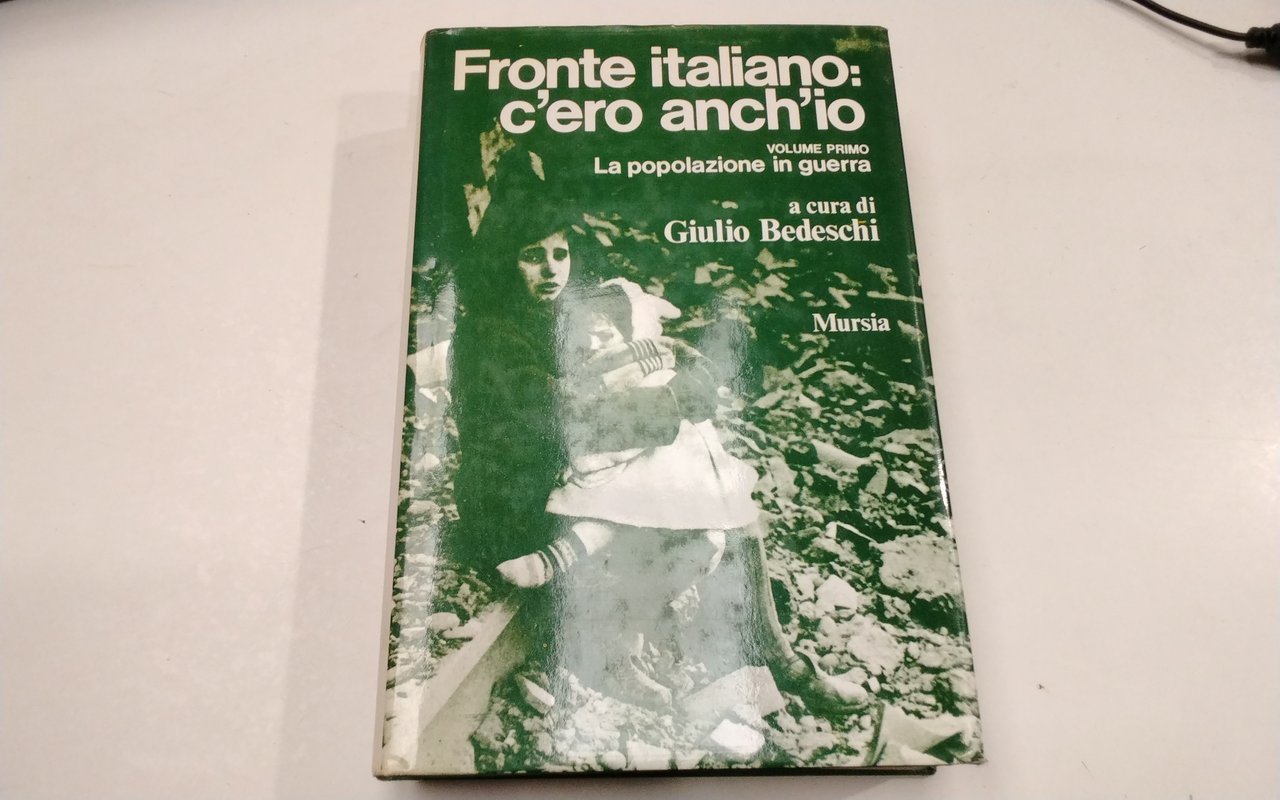 Fronte italiano:
c'ero anch'io
VOLUME PRIMO
La popolazione in guerra
a cura di
Giulio Bedeschi
Mursia